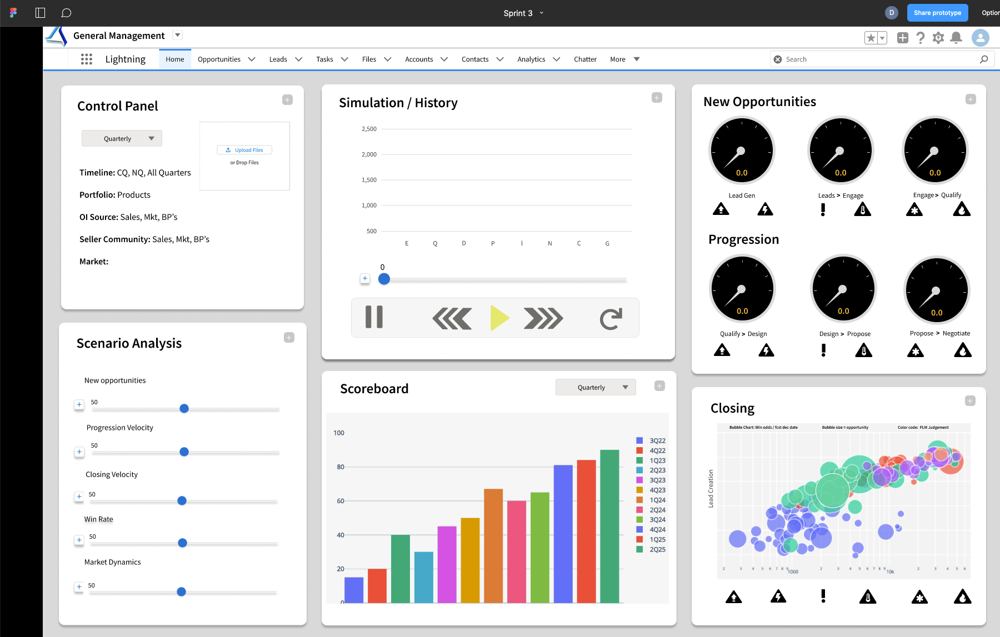 Sprint 3
D
Share prototype
Option
General Management
Lightning
Home
Opportunities
Leads
Tasks
Files
Accounts
Contacts
Analytics
Chatter
More
Search
Control Panel
Quarterly
Upload Files
or Drop Files
Timeline: CQ, NQ, All Quarters
Portfolio: Products
OI Source: Sales, Mkt, BP's
Seller Community: Sales, Mkt, BP's
Market:
Scenario Analysis
New opportunities
50
Progression Velocity
50
Closing Velocity
50
Win Rate
50
Market Dynamics
50
Simulation / History
2,500
2,000
1,500
1,000
500
E Q D P I N C G
0
Scoreboard
Quarterly
100
80
60
40
20
0
3Q22
4Q22
1Q23
2Q23
3Q23
4Q23
1Q24
2Q24
3Q24
4Q24
1Q25
2Q25
New Opportunities
0.0 0.0 0.0
Lead Gen
Leads > Engage
Engage > Qualify
Progression
0.0 0.0 0.0
Qualify > Design
Design > Propose
Propose > Negotiate
Closing
Bubble Chart: Win odds / fcst dec date
Bubble size = opportunity
Color code: FLM Judgement
Lead Creation
2 3 4 5 6 7 8 9 1000 2 3 4 5 6 7 8 9 10k 2 3 4 5 6